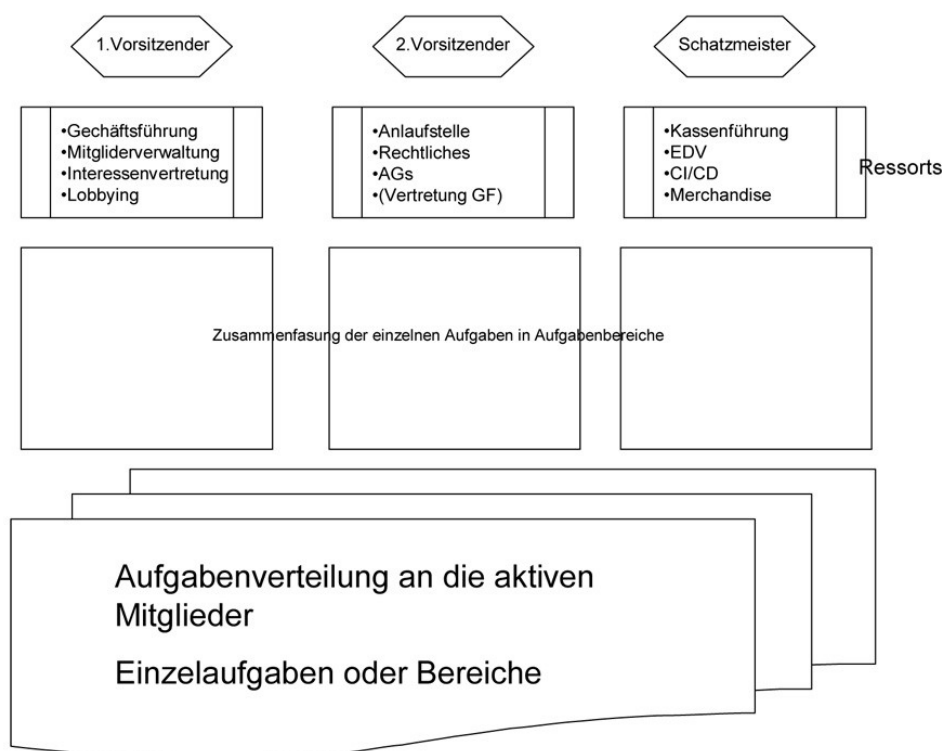 1.Vorsitzender
2.Vorsitzender
Schatzmeister
•Gechäftsführung
•Mitgliderverwaltung
•Interessenvertretung
•Lobbying
•Anlaufstelle
•Rechtliches
•AGs
•(Vertretung GF)
•Kassenführung
•EDV
•CI/CD
•Merchandise
Ressorts
Zusammenfasung der einzelnen Aufgaben in Aufgabenbereiche
Aufgabenverteilung an die aktiven
Mitglieder
Einzelaufgaben oder Bereiche